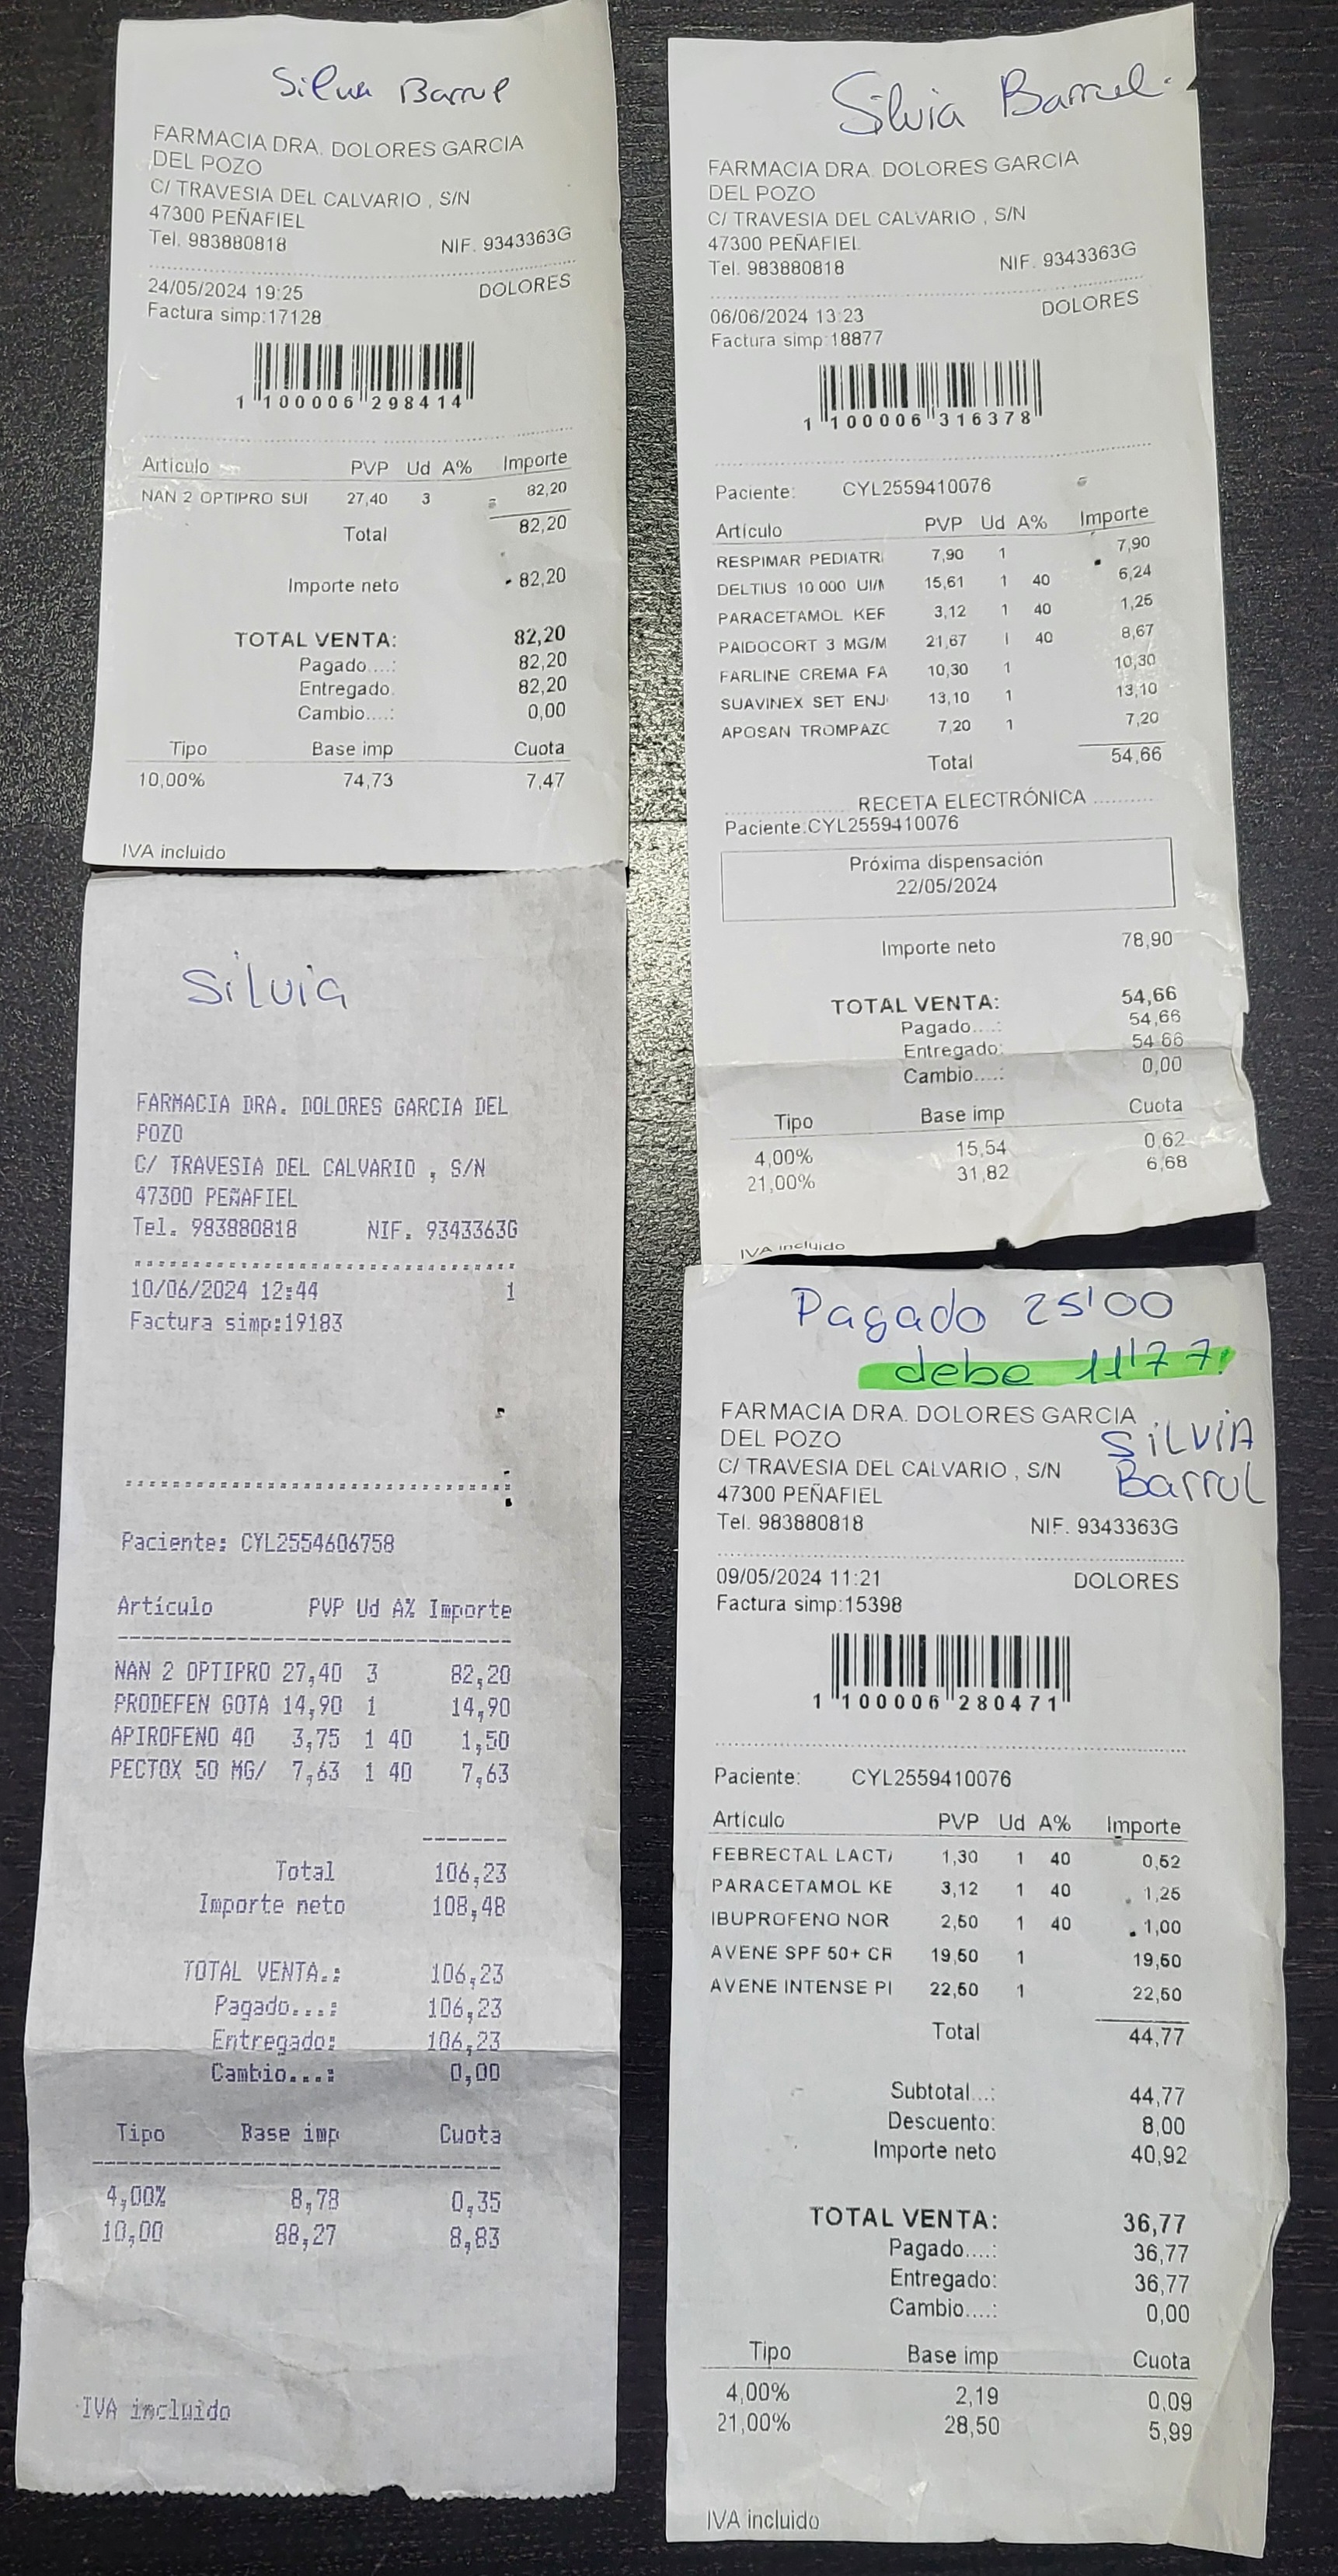 Silvia Barrul
FARMACIA DRA. DOLORES GARCIA
DEL POZO
C/ TRAVESIA DEL CALVARIO , S/N
47300 PEÑAFIEL
Tel. 983880818 NIF. 9343363G
24/05/2024 19:25 DOLORES
Factura simp:17128
1 100006 298414
Artículo PVP Ud A% Importe
NAN 2 OPTIPRO SUI 27,40 3 82,20
Total 82,20
Importe neto 82,20
TOTAL VENTA: 82,20
Pagado....: 82,20
Entregado. 82,20
Cambio....: 0,00
Tipo Base imp Cuota
10,00% 74,73 7,47
IVA incluido
Silvia
FARMACIA DRA. DOLORES GARCIA DEL
POZO
C/ TRAVESIA DEL CALVARIO , S/N
47300 PEÑAFIEL
Tel. 983880818 NIF. 9343363G
10/06/2024 12:44 1
Factura simp:19183
Paciente: CYL2554606758
Artículo PVP Ud A% Importe
NAN 2 OPTIPRO 27,40 3 82,20
PRODEFEN GOTA 14,90 1 14,90
APIROFENO 40 3,75 1 40 1,50
PECTOX 50 MG/ 7,63 1 40 7,63
Total 106,23
Importe neto 108,48
TOTAL VENTA.: 106,23
Pagado...: 106,23
Entregado: 106,23
Cambio...: 0,00
Tipo Base imp Cuota
4,00% 8,78 0,35
10,00 88,27 8,83
IVA incluido
Silvia Barrul.
FARMACIA DRA. DOLORES GARCIA
DEL POZO
C/ TRAVESIA DEL CALVARIO , S/N
47300 PEÑAFIEL
Tel. 983880818 NIF. 9343363G
06/06/2024 13:23 DOLORES
Factura simp:18877
1 100006 316378
Paciente: CYL2559410076
Artículo PVP Ud A% Importe
RESPIMAR PEDIATRI 7,90 1 7,90
DELTIUS 10.000 UI/M 15,61 1 40 6,24
PARACETAMOL KER 3,12 1 40 1,25
PAIDOCORT 3 MG/M 21,67 1 40 8,67
FARLINE CREMA FA 10,30 1 10,30
SUAVINEX SET ENJ 13,10 1 13,10
APOSAN TROMPAZO 7,20 1 7,20
Total 54,66
RECETA ELECTRÓNICA
Paciente:CYL2559410076
Próxima dispensación
22/05/2024
Importe neto 78,90
TOTAL VENTA: 54,66
Pagado....: 54,66
Entregado: 54,66
Cambio....: 0,00
Tipo Base imp Cuota
4,00% 15,54 0,62
21,00% 31,82 6,68
IVA incluido
Pagado 25'00
debe 11'77.
FARMACIA DRA. DOLORES GARCIA
DEL POZO SILVIA
C/ TRAVESIA DEL CALVARIO , S/N Barrul
47300 PEÑAFIEL
Tel. 983880818 NIF. 9343363G
09/05/2024 11:21 DOLORES
Factura simp:15398
1 100006 280471
Paciente: CYL2559410076
Artículo PVP Ud A% Importe
FEBRECTAL LACTA 1,30 1 40 0,52
PARACETAMOL KE 3,12 1 40 1,25
IBUPROFENO NOR 2,50 1 40 1,00
AVENE SPF 50+ CR 19,50 1 19,50
AVENE INTENSE PI 22,50 1 22,50
Total 44,77
Subtotal...: 44,77
Descuento: 8,00
Importe neto 40,92
TOTAL VENTA: 36,77
Pagado....: 36,77
Entregado: 36,77
Cambio....: 0,00
Tipo Base imp Cuota
4,00% 2,19 0,09
21,00% 28,50 5,99
IVA incluido